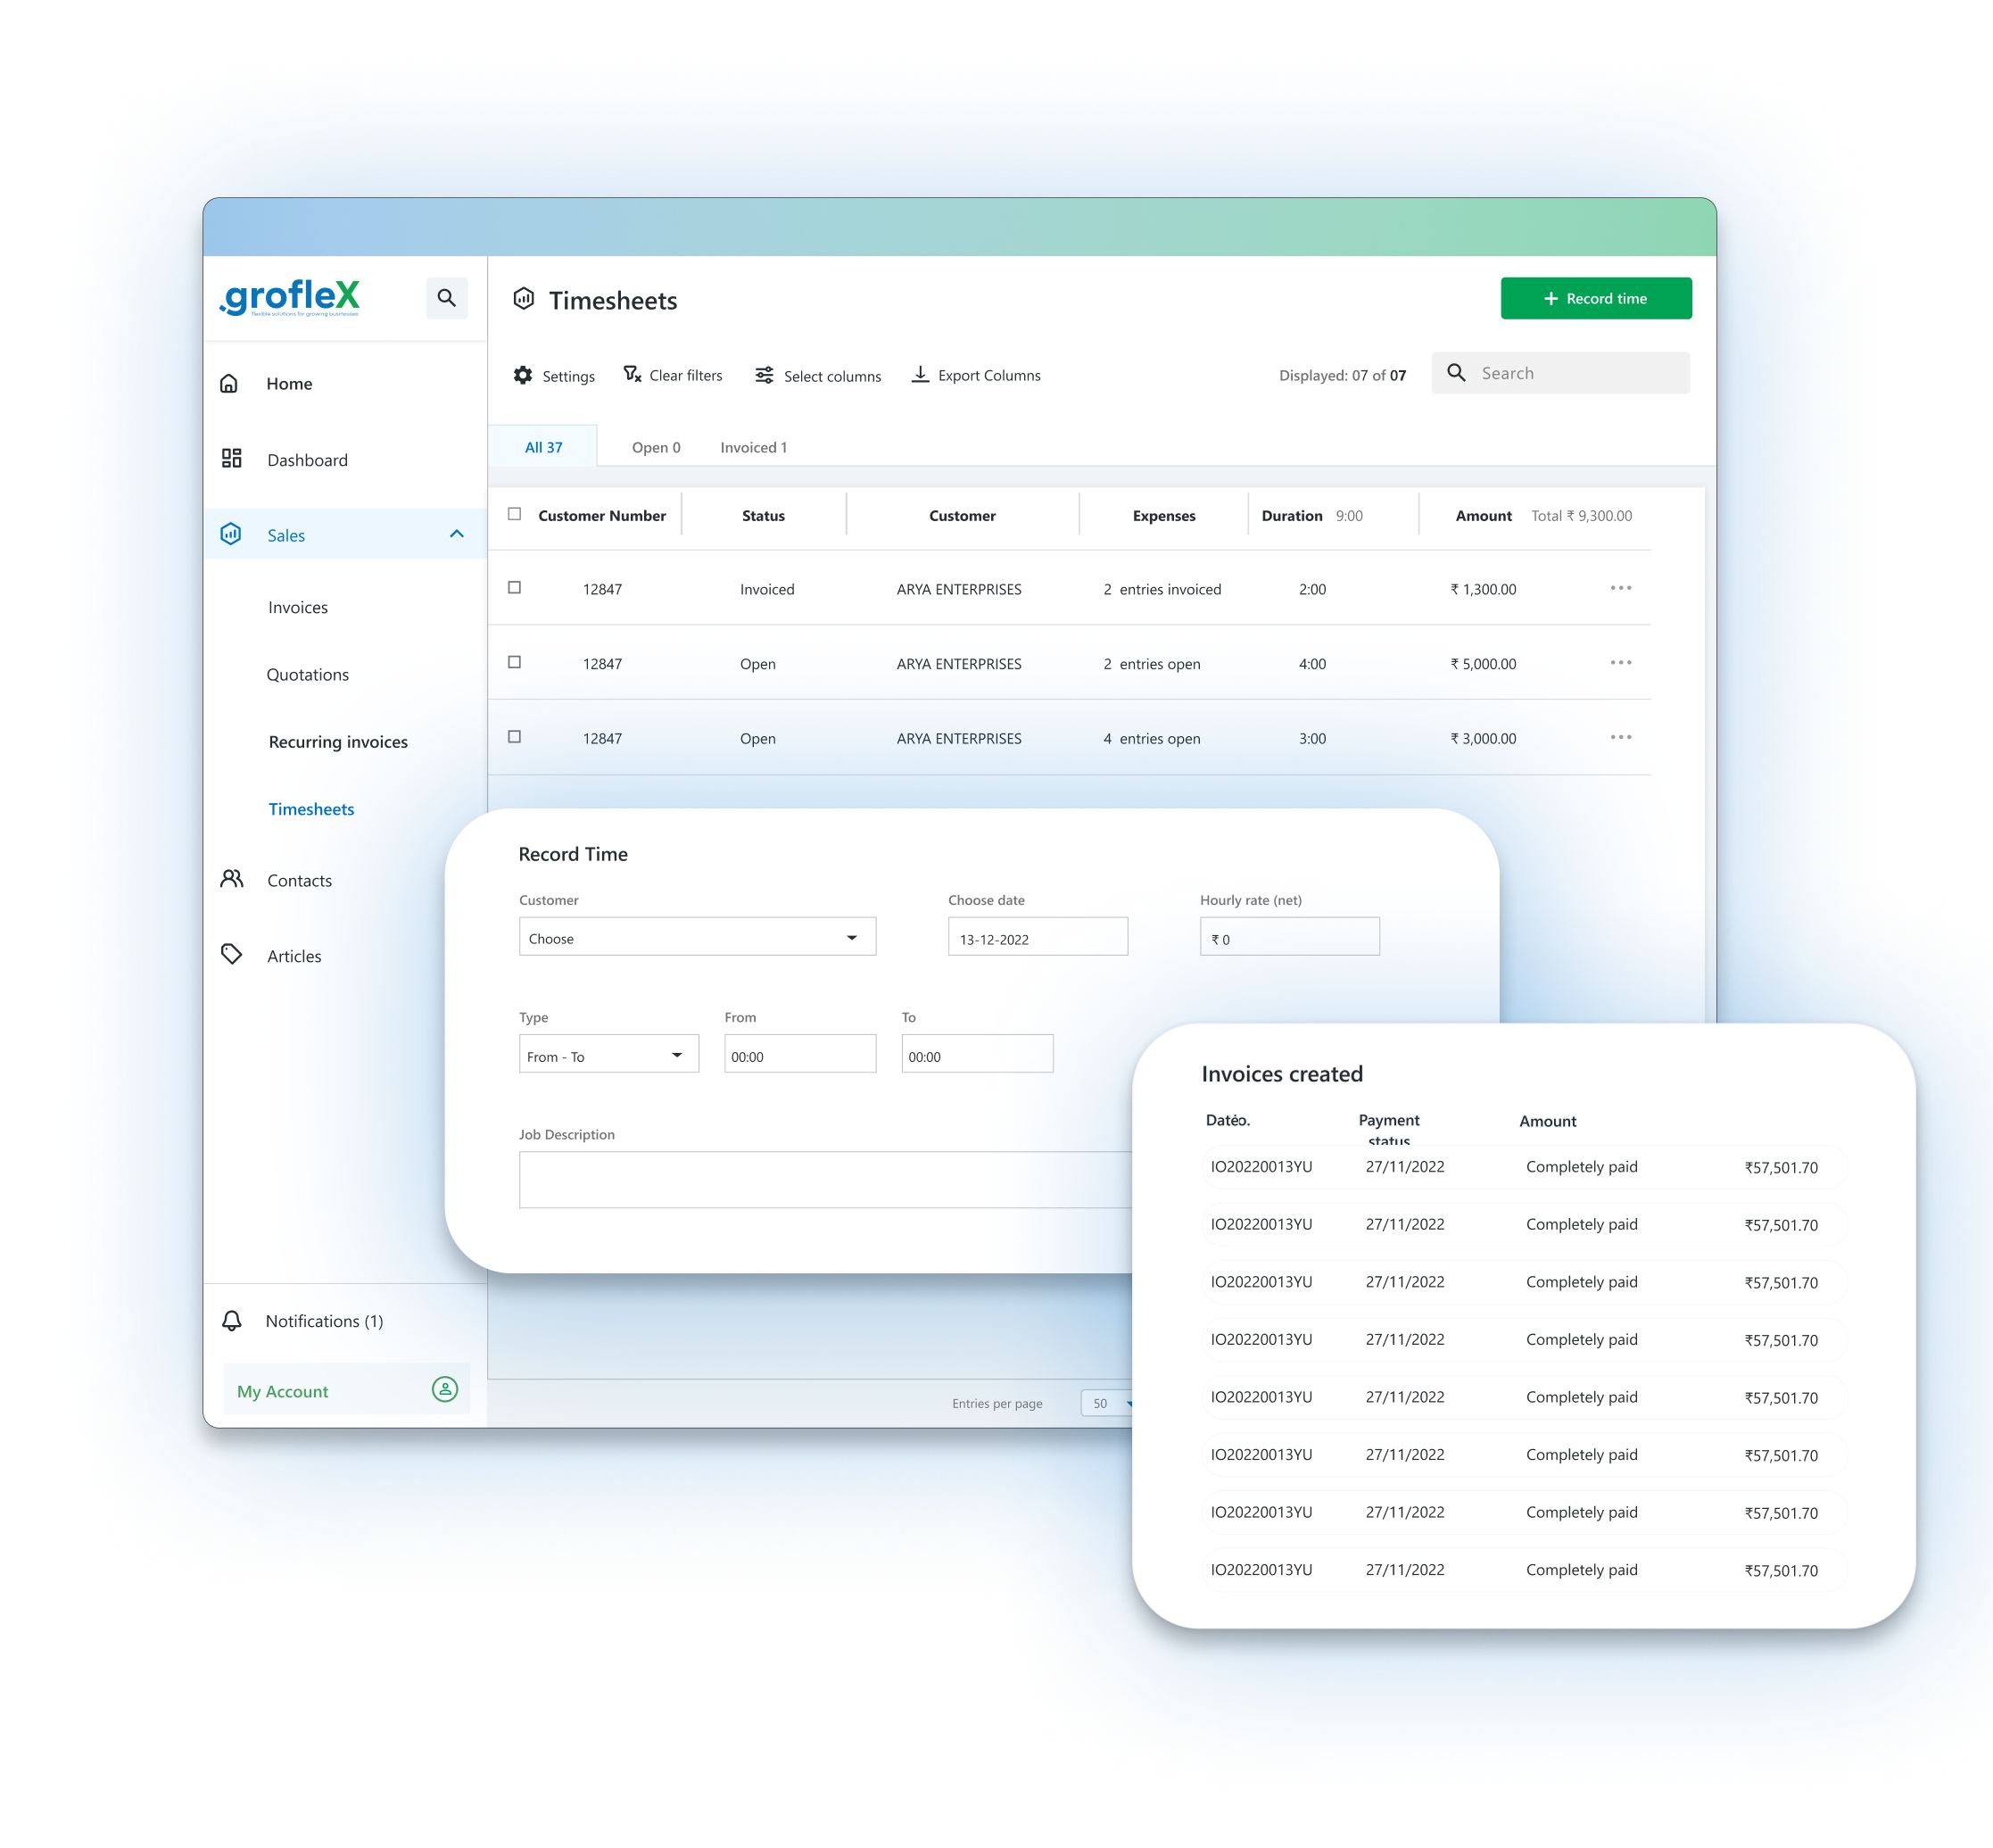 grofleX
flexible solutions for growing businesses
Timesheets
+ Record time
Home
Settings
Clear filters
Select columns
Export Columns
Displayed: 07 of 07
Search
Dashboard
All 37
Open 0
Invoiced 1
Sales
Customer Number
Status
Customer
Expenses
Duration 9:00
Amount Total ₹ 9,300.00
Invoices
12847 Invoiced ARYA ENTERPRISES 2 entries invoiced 2:00 ₹ 1,300.00
Quotations
12847 Open ARYA ENTERPRISES 2 entries open 4:00 ₹ 5,000.00
Recurring invoices
12847 Open ARYA ENTERPRISES 4 entries open 3:00 ₹ 3,000.00
Timesheets
Contacts
Articles
Notifications (1)
My Account
Record Time
Customer
Choose date
Hourly rate (net)
Choose
13-12-2022
₹ 0
Type
From
To
From - To
00:00
00:00
Job Description
Entries per page 50
Invoices created
Payment
status
Amount
IO20220013YU 27/11/2022 Completely paid ₹57,501.70
IO20220013YU 27/11/2022 Completely paid ₹57,501.70
IO20220013YU 27/11/2022 Completely paid ₹57,501.70
IO20220013YU 27/11/2022 Completely paid ₹57,501.70
IO20220013YU 27/11/2022 Completely paid ₹57,501.70
IO20220013YU 27/11/2022 Completely paid ₹57,501.70
IO20220013YU 27/11/2022 Completely paid ₹57,501.70
IO20220013YU 27/11/2022 Completely paid ₹57,501.70